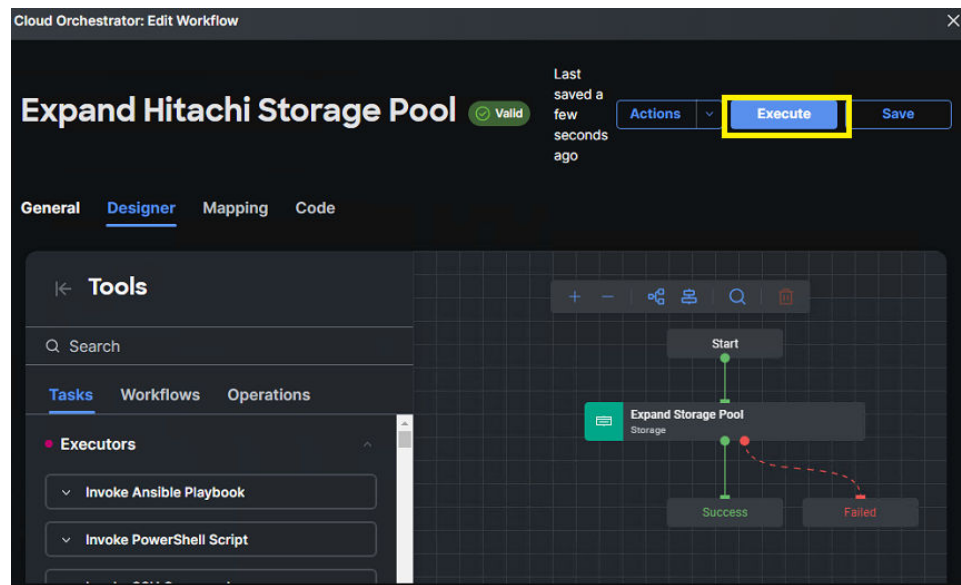 Cloud Orchestrator: Edit Workflow
Expand Hitachi Storage Pool
Valid
Last
saved a
few
seconds
ago
Actions
Execute
Save
General Designer Mapping Code
Tools
Search
Tasks Workflows Operations
Executors
Invoke Ansible Playbook
Invoke PowerShell Script
Start
Expand Storage Pool
Storage
Success
Failed